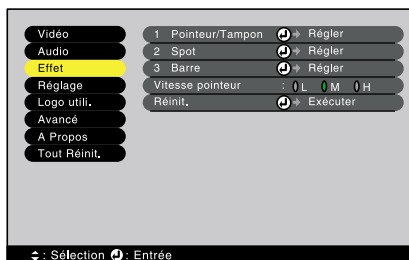 Vidéo
Audio
Effet
Réglage
Logo utili.
Avancé
A Propos
Tout Réinit.
1 Pointeur/Tampon Régler
2 Spot Régler
3 Barre Régler
Vitesse pointeur : L M H
Réinit. Exécuter
: Sélection : Entrée